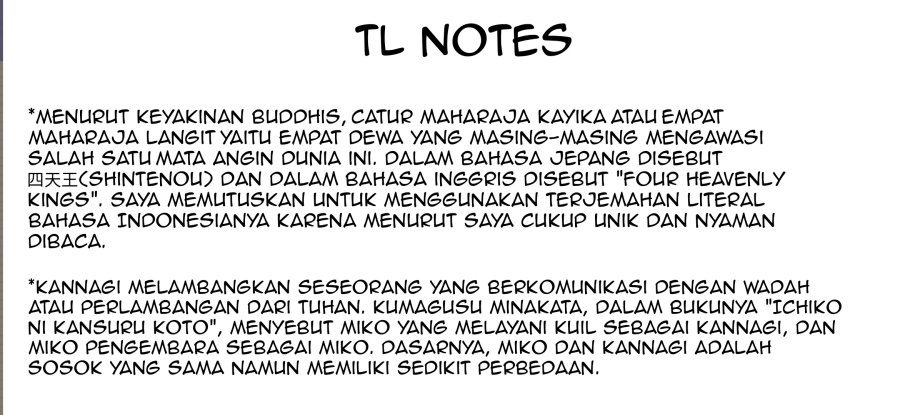 TL NOTES
*MENURUT KEYAKINAN BUDDHIS, CATUR MAHARAJA KAYIKA ATAU EMPAT
MAHARAJA LANGIT YAITU EMPAT DEWA YANG MASING-MASING MENGAWASI
SALAH SATU MATA ANGIN DUNIA INI. DALAM BAHASA JEPANG DISEBUT
四天王(SHINTENOU) DAN DALAM BAHASA INGGRIS DISEBUT "FOUR HEAVENLY
KINGS". SAYA MEMUTUSKAN UNTUK MENGGUNAKAN TERJEMAHAN LITERAL
BAHASA INDONESIANYA KARENA MENURUT SAYA CUKUP UNIK DAN NYAMAN
DIBACA.
*KANNAGI MELAMBANGKAN SESEORANG YANG BERKOMUNIKASI DENGAN WADAH
ATAU PERLAMBANGAN DARI TUHAN. KUMAGUSU MINAKATA, DALAM BUKUNYA "ICHIKO
NI KANSURU KOTO", MENYEBUT MIKO YANG MELAYANI KUIL SEBAGAI KANNAGI, DAN
MIKO PENGEMBARA SEBAGAI MIKO. DASARNYA, MIKO DAN KANNAGI ADALAH
SOSOK YANG SAMA NAMUN MEMILIKI SEDIKIT PERBEDAAN.